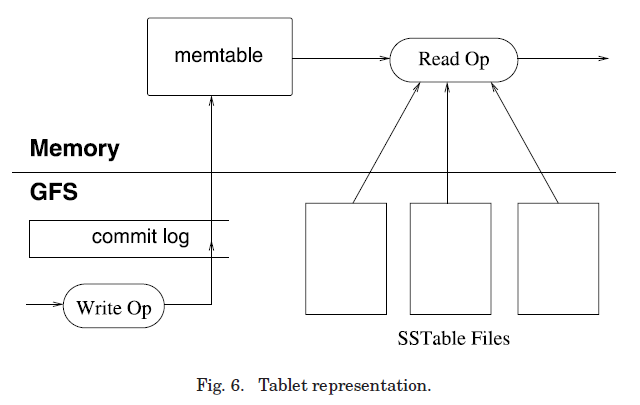 memtable
Read Op
Memory
GFS
commit log
Write Op
SSTable Files
Fig. 6. Tablet representation.